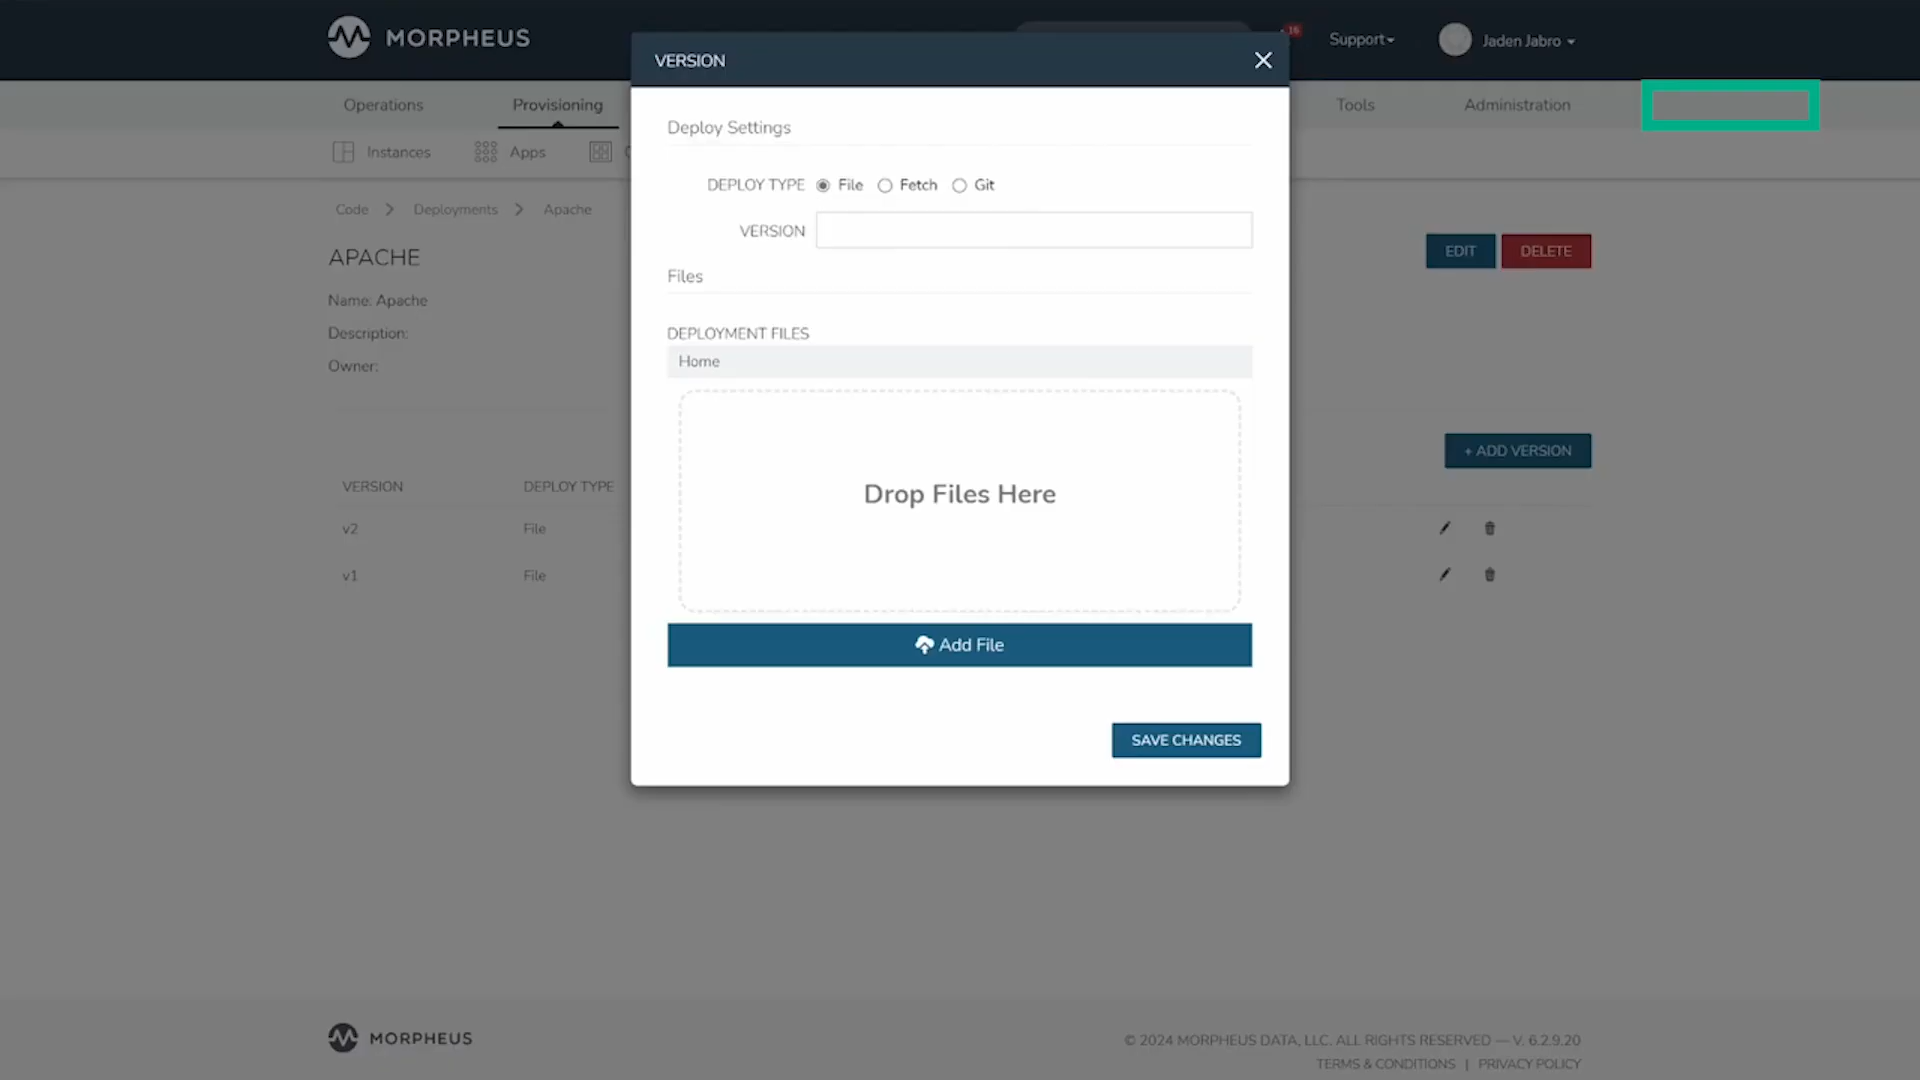 MORPHEUS
16
Support
Jaden Jabro
VERSION
Operations
Provisioning
Tools
Administration
Deploy Settings
Instances
Apps
DEPLOY TYPE File Fetch Git
Code
Deployments
Apache
VERSION
APACHE
EDIT
DELETE
Files
Name: Apache
Description:
DEPLOYMENT FILES
Owner:
Home
+ ADD VERSION
VERSION
DEPLOY TYPE
Drop Files Here
v2
File
v1
File
Add File
SAVE CHANGES
MORPHEUS
© 2024 MORPHEUS DATA, LLC. ALL RIGHTS RESERVED — V. 6.2.9.20
TERMS & CONDITIONS | PRIVACY POLICY